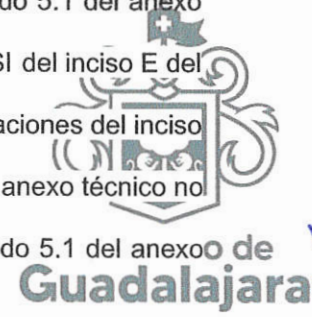 do 5.1 del anexo
SI del inciso E del
aciones del inciso
anexo técnico no
do 5.1 del anexo
o de
Guadalajara